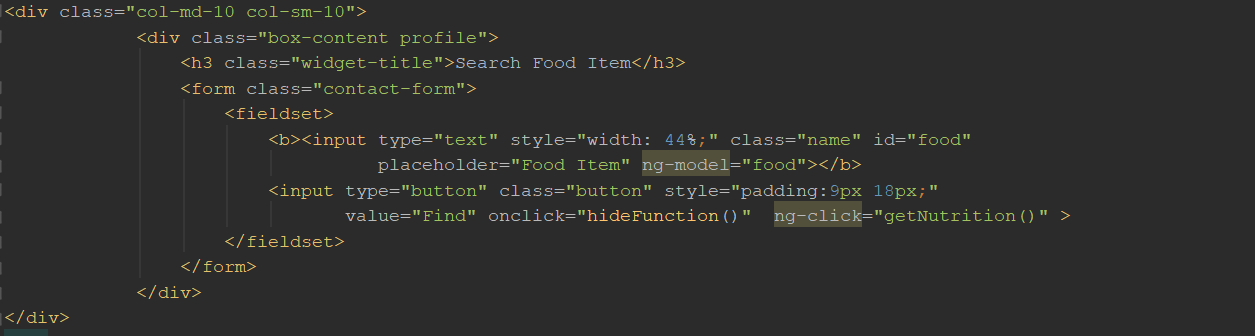 <div class="col-md-10 col-sm-10">
<div class="box-content profile">
<h3 class="widget-title">Search Food Item</h3>
<form class="contact-form">
<fieldset>
<b><input type="text" style="width: 44%;" class="name" id="food"
placeholder="Food Item" ng-model="food"></b>
<input type="button" class="button" style="padding:9px 18px;"
value="Find" onclick="hideFunction()"  ng-click="getNutrition()" >
</fieldset>
</form>
</div>
</div>